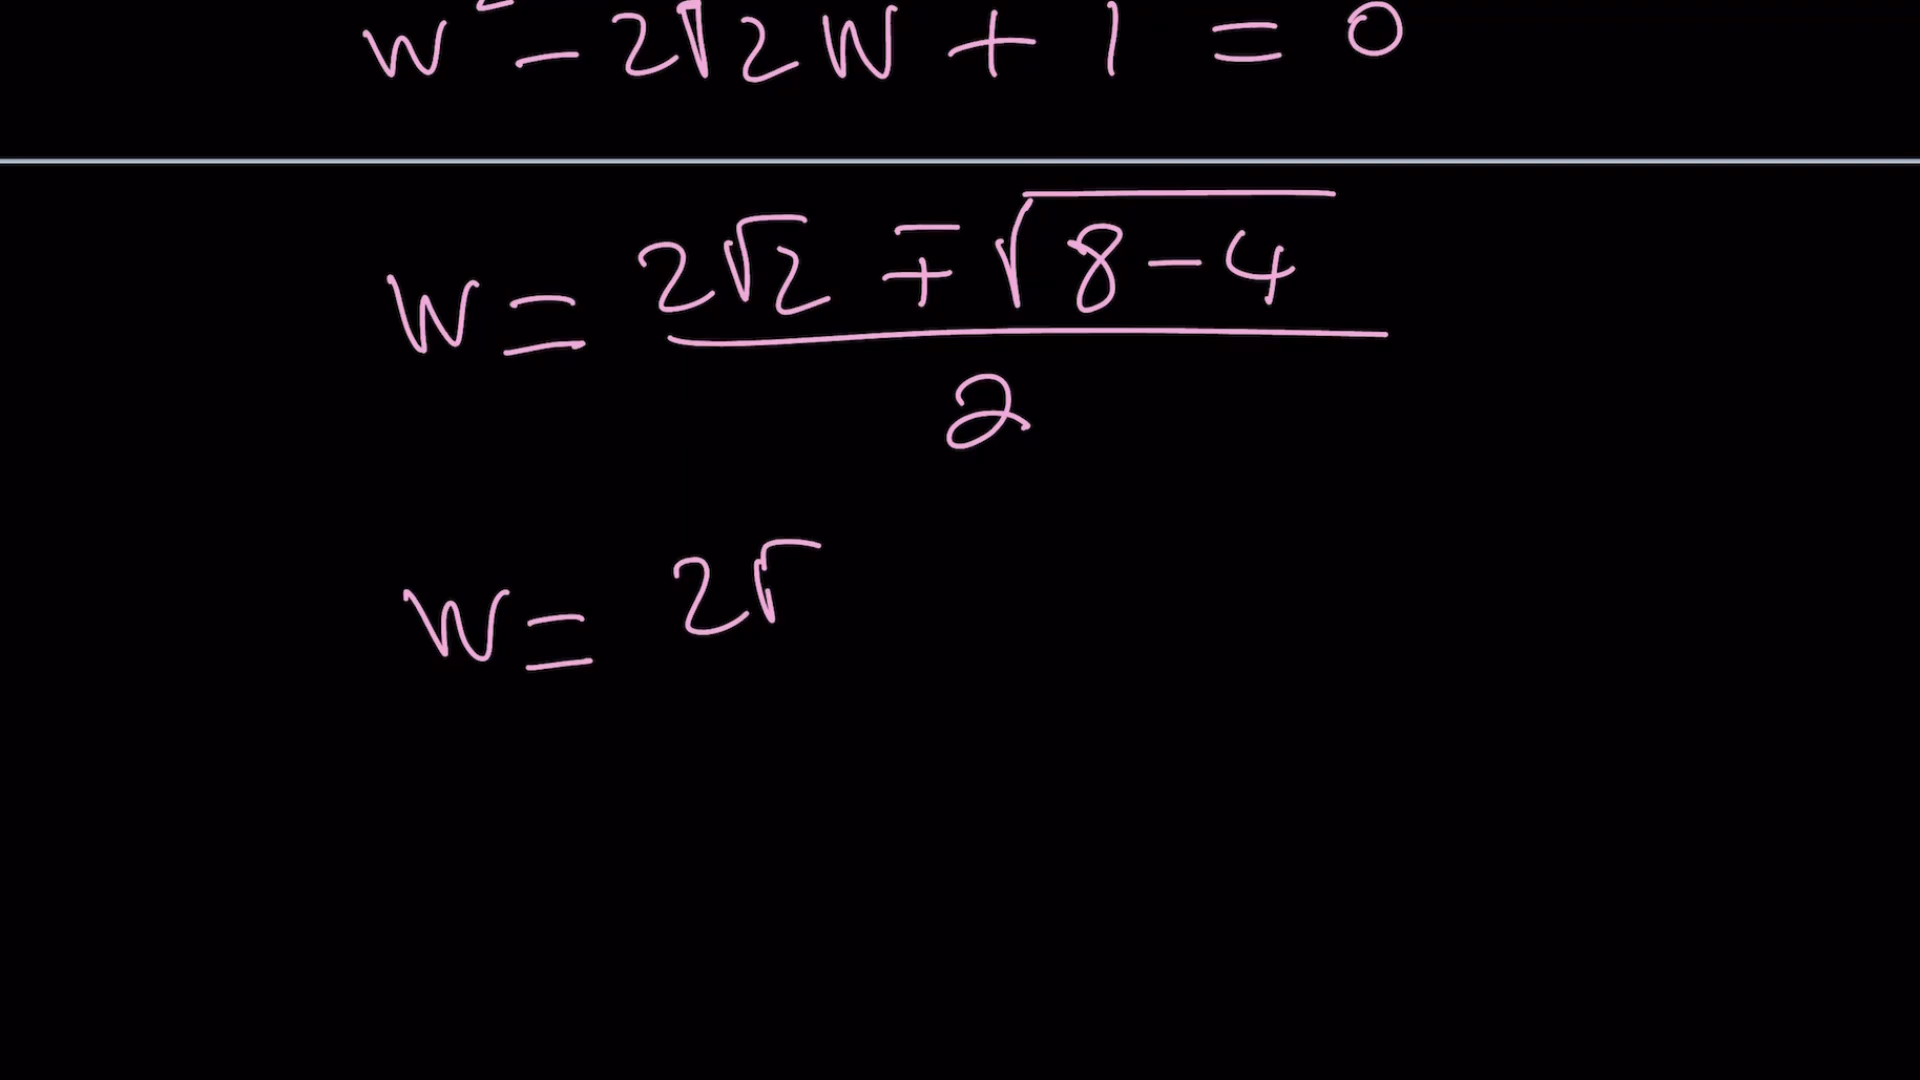 w² - 2√2 w + 1 = 0
w = (2√2 ∓ √(8-4)) / 2
w = 2√